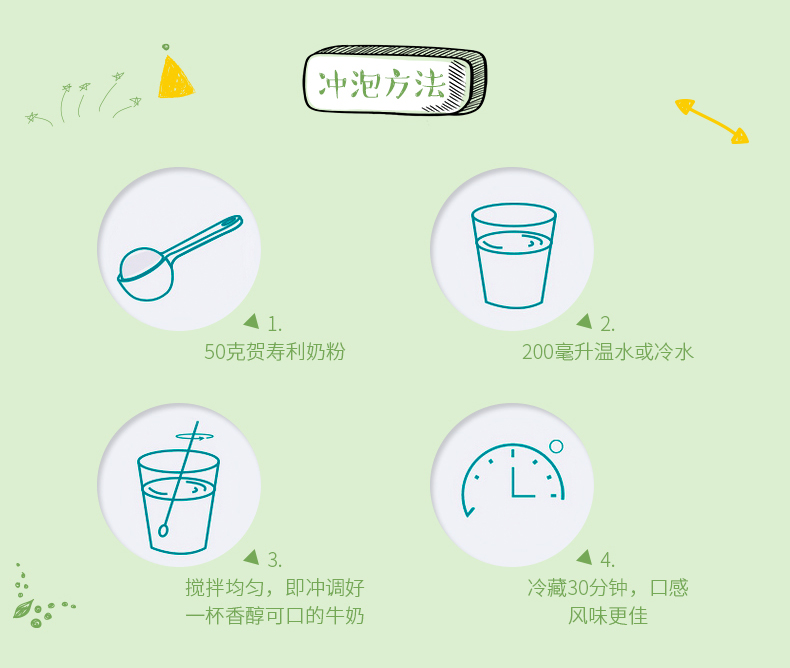 冲泡方法
1.
50克贺寿利奶粉
2.
200毫升温水或冷水
3.
搅拌均匀，即冲调好
一杯香醇可口的牛奶
4.
冷藏30分钟，口感
风味更佳